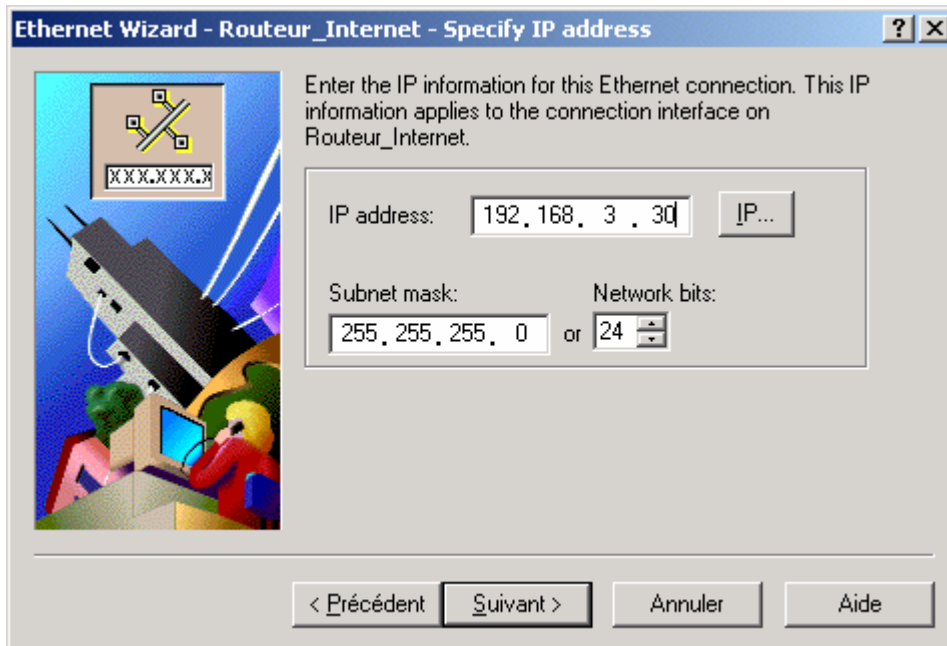 Ethernet Wizard - Routeur_Internet - Specify IP address
Enter the IP information for this Ethernet connection. This IP
information applies to the connection interface on
Routeur_Internet.
XXX.XXX.X
IP address: 192.168. 3 . 30 IP...
Subnet mask: Network bits:
255.255.255. 0 or 24
< Précédent Suivant > Annuler Aide